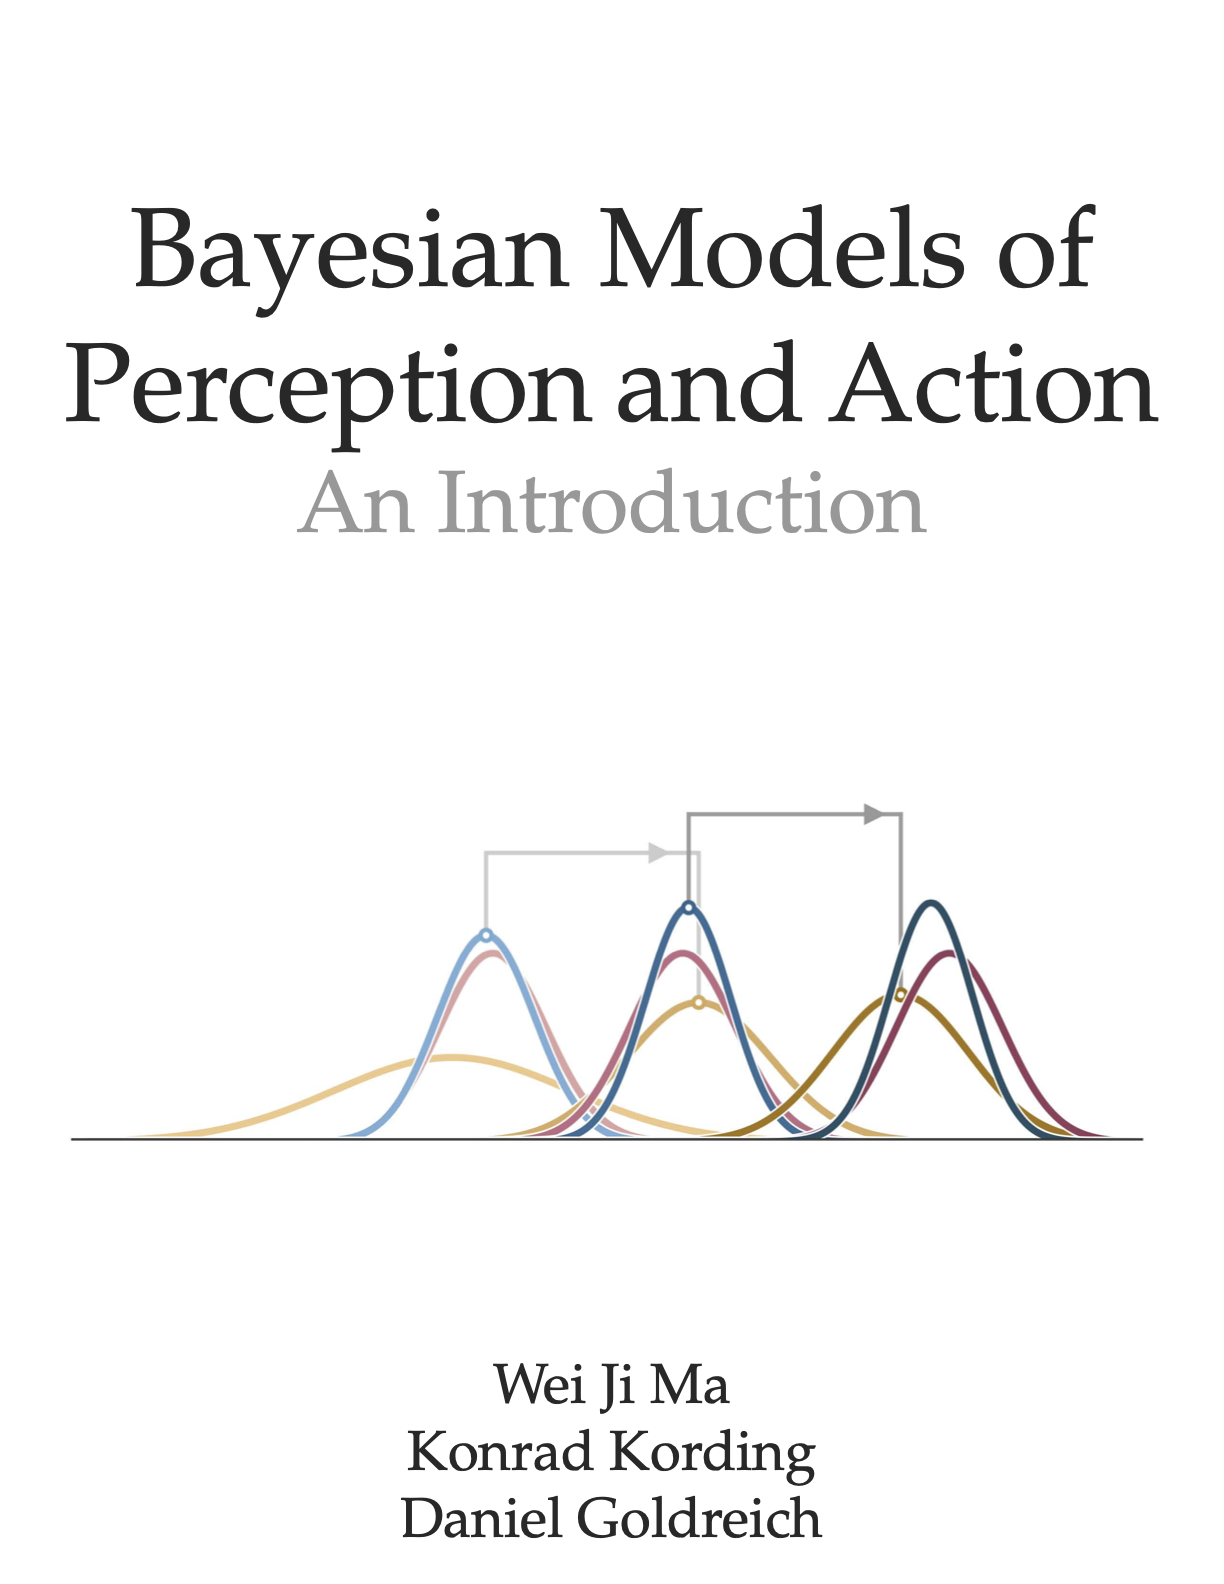 Bayesian Models of
Perception and Action
An Introduction
Wei Ji Ma
Konrad Kording
Daniel Goldreich